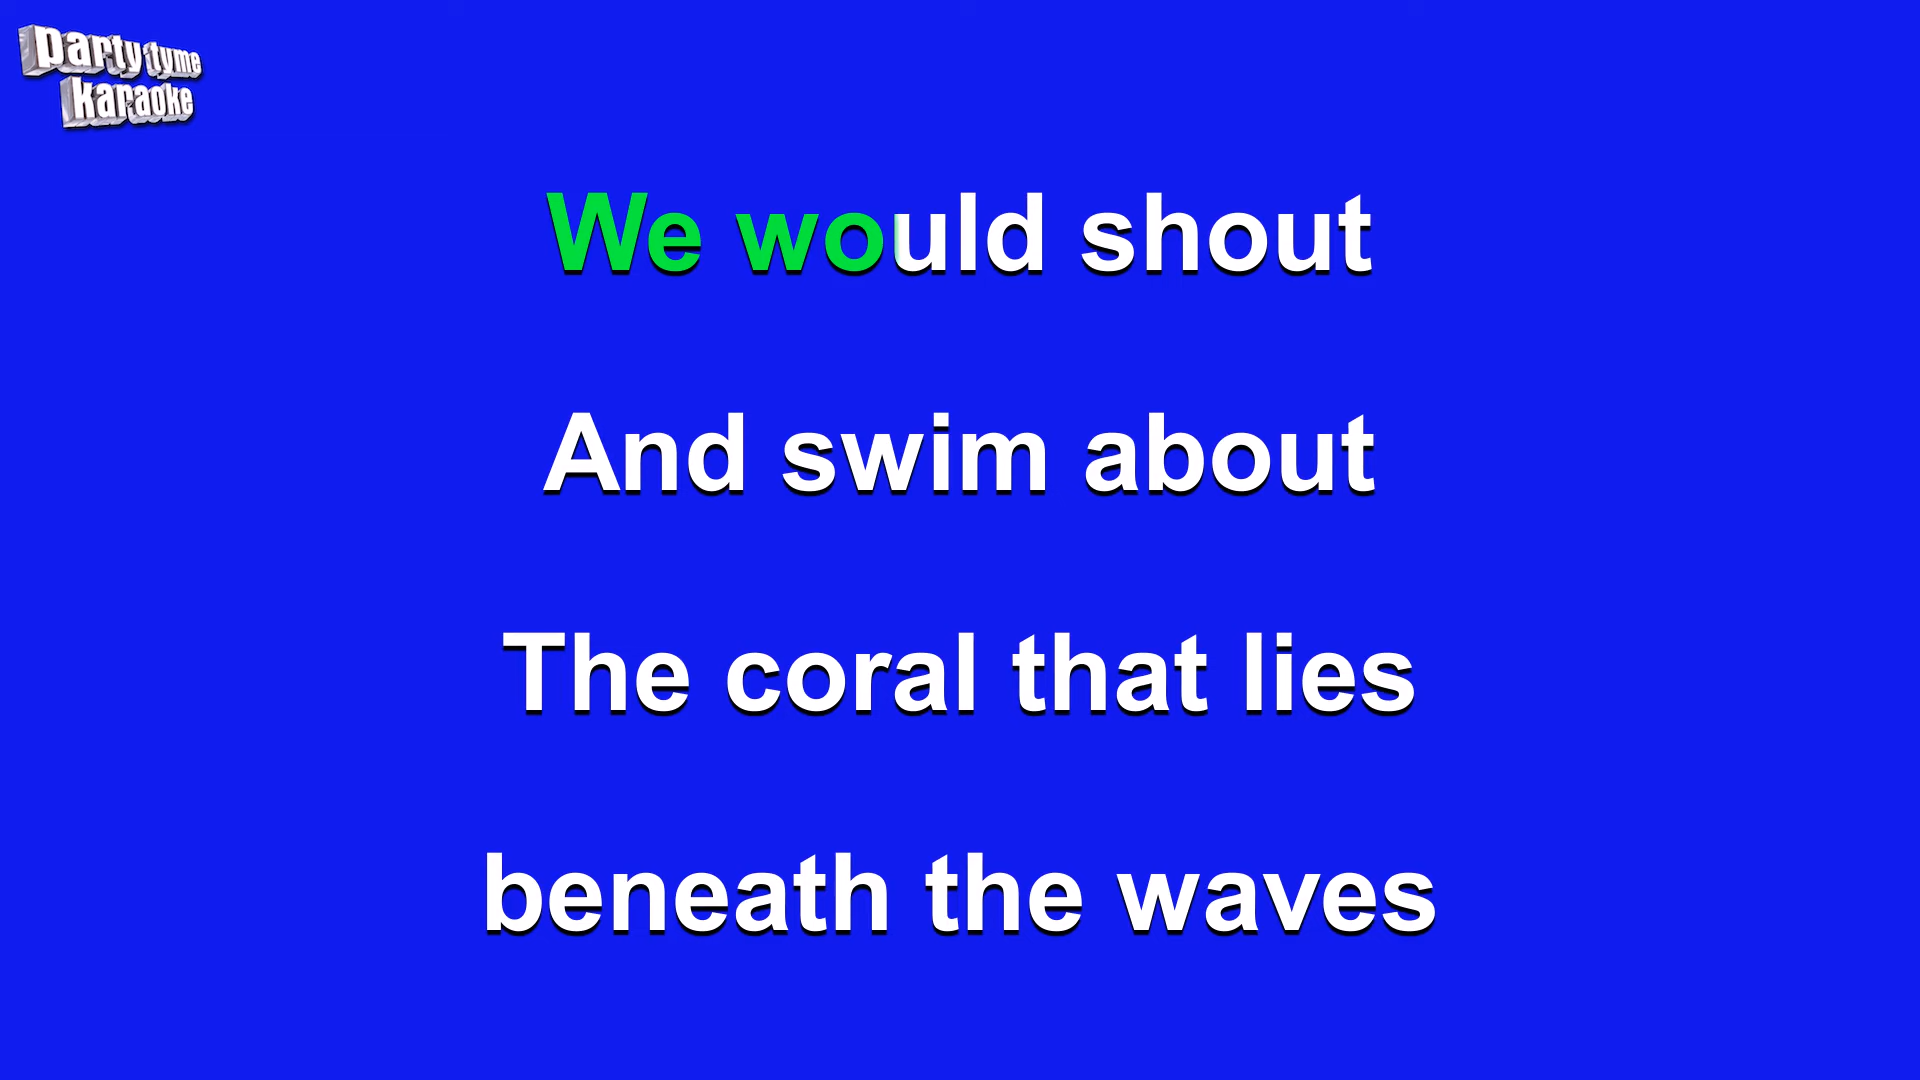 party tyme
karaoke
We would shout
And swim about
The coral that lies
beneath the waves